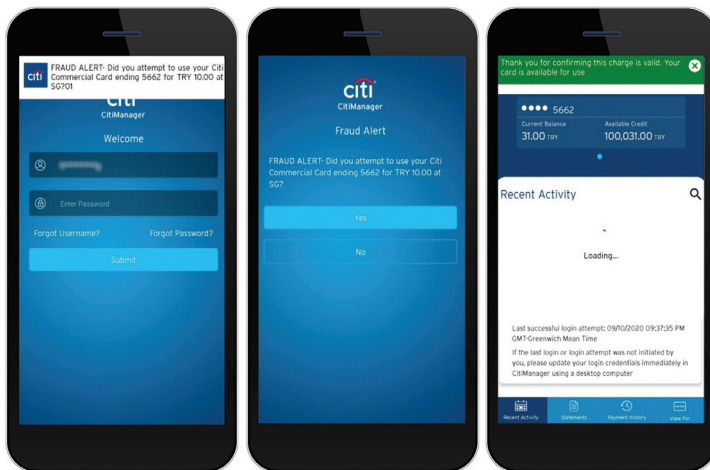 citi
FRAUD ALERT- Did you attempt to use your Citi
Commercial Card ending 5662 for TRY 10.00 at
SG?01
citi
CitiManager
Welcome
Enter Password
Forgot Username?
Forgot Password?
Submit
citi
CitiManager
Fraud Alert
FRAUD ALERT- Did you attempt to use your Citi
Commercial Card ending 5662 for TRY 10.00 at
SG?
Yes
No
Thank you for confirming this charge is valid. Your
card is available for use
•••• 5662
Current Balance
Available Credit
31.00 TRY
100,031.00 TRY
Recent Activity
Loading...
Last successful login attempt: 09/10/2020 09:37:35 PM
GMT-Greenwich Mean Time
If the last login or login attempt was not initiated by
you, please update your login credentials immediately in
CitiManager using a desktop computer
Recent Activity
Statements
Payment History
View Pin